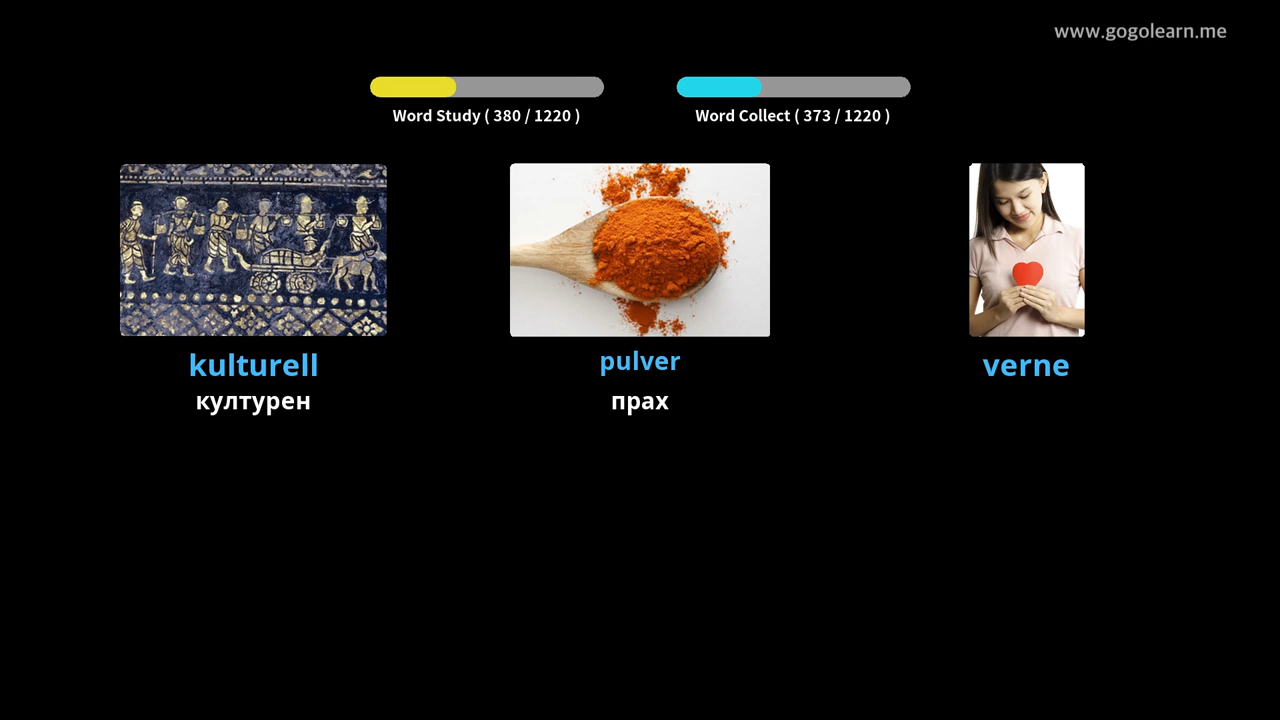 www.gogolearn.me
Word Study ( 380 / 1220 )
Word Collect ( 373 / 1220 )
kulturell
pulver
verne
културен
прах